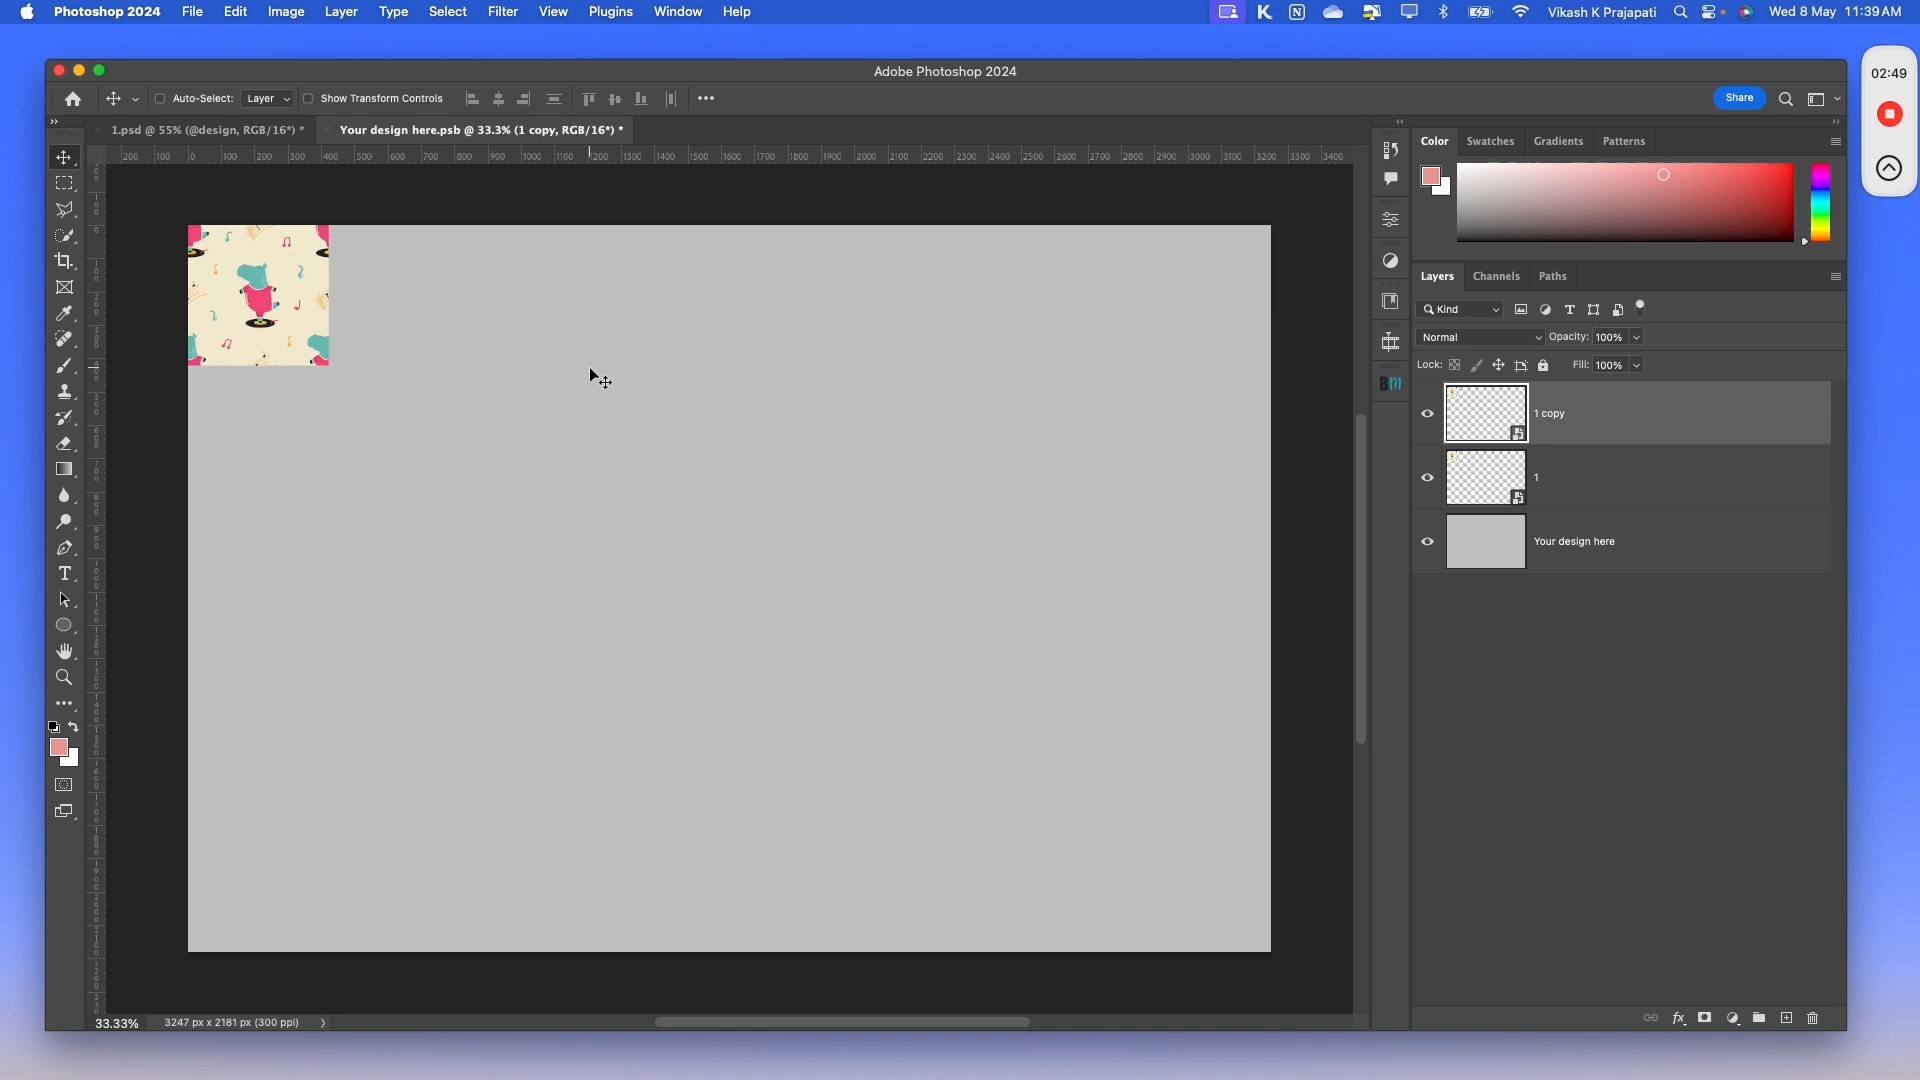 Photoshop 2024 File Edit Image Layer Type Select Filter View Plugins Window Help Vikash K Prajapati Wed 8 May 11:39 AM
02:49
Adobe Photoshop 2024
Auto-Select: Layer Show Transform Controls Share
1.psd @ 55% (@design, RGB/16*) * Your design here.psb @ 33.3% (1 copy, RGB/16*) *
200 100 0 100 200 300 400 500 600 700 800 900 1000 1100 1200 1300 1400 1500 1600 1700 1800 1900 2000 2100 2200 2300 2400 2500 2600 2700 2800 2900 3000 3100 3200 3300 3400
Color Swatches Gradients Patterns
Layers Channels Paths
Kind
Normal Opacity: 100%
Lock: Fill: 100%
1 copy
1
Your design here
33.33% 3247 px x 2181 px (300 ppi)